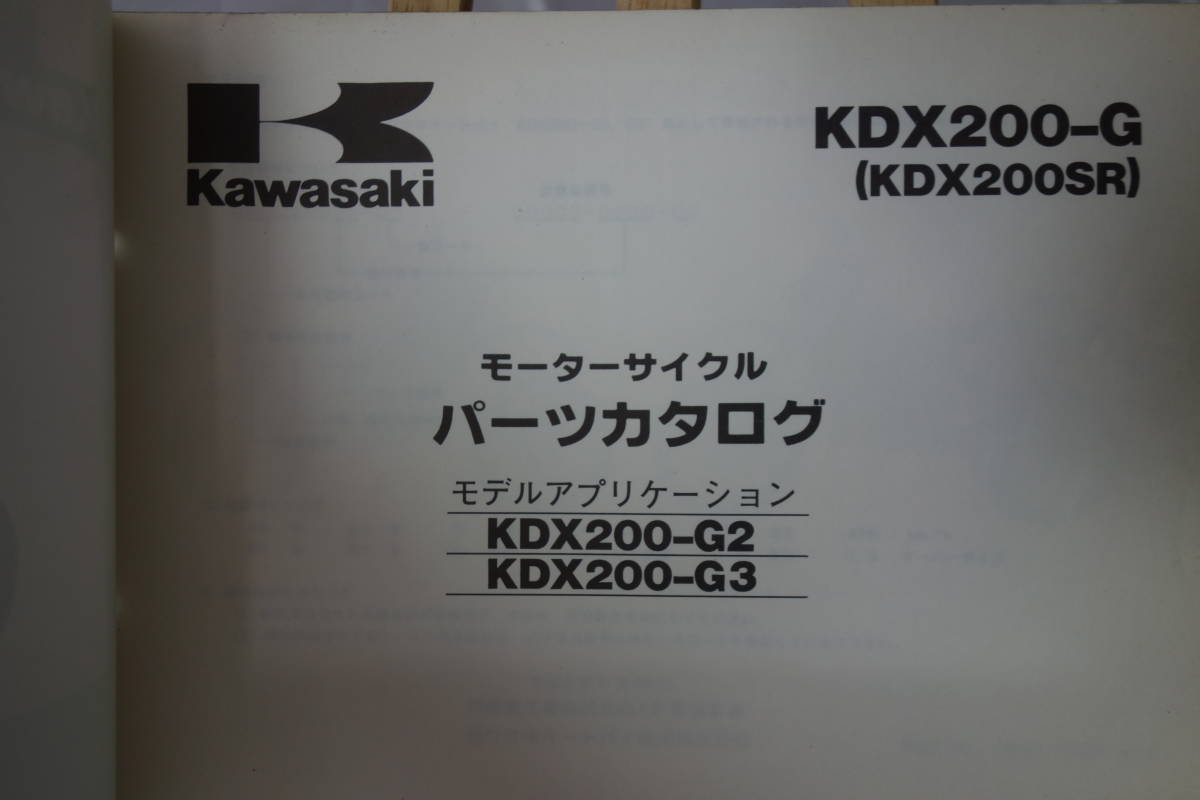 Kawasaki
KDX200-G
(KDX200SR)
モーターサイクル
パーツカタログ
モデルアプリケーション
KDX200-G2
KDX200-G3